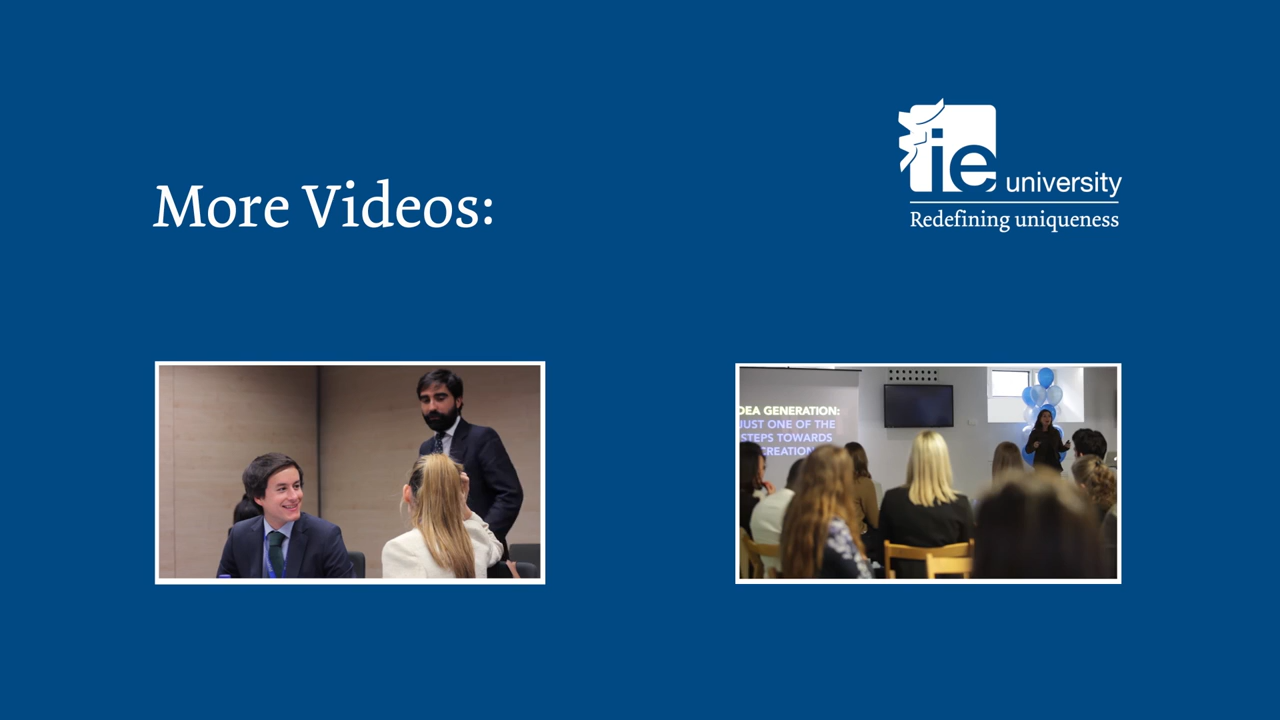 ie university
Redefining uniqueness
More Videos:
DEA GENERATION:
JUST ONE OF THE
STEPS TOWARDS
CREATION